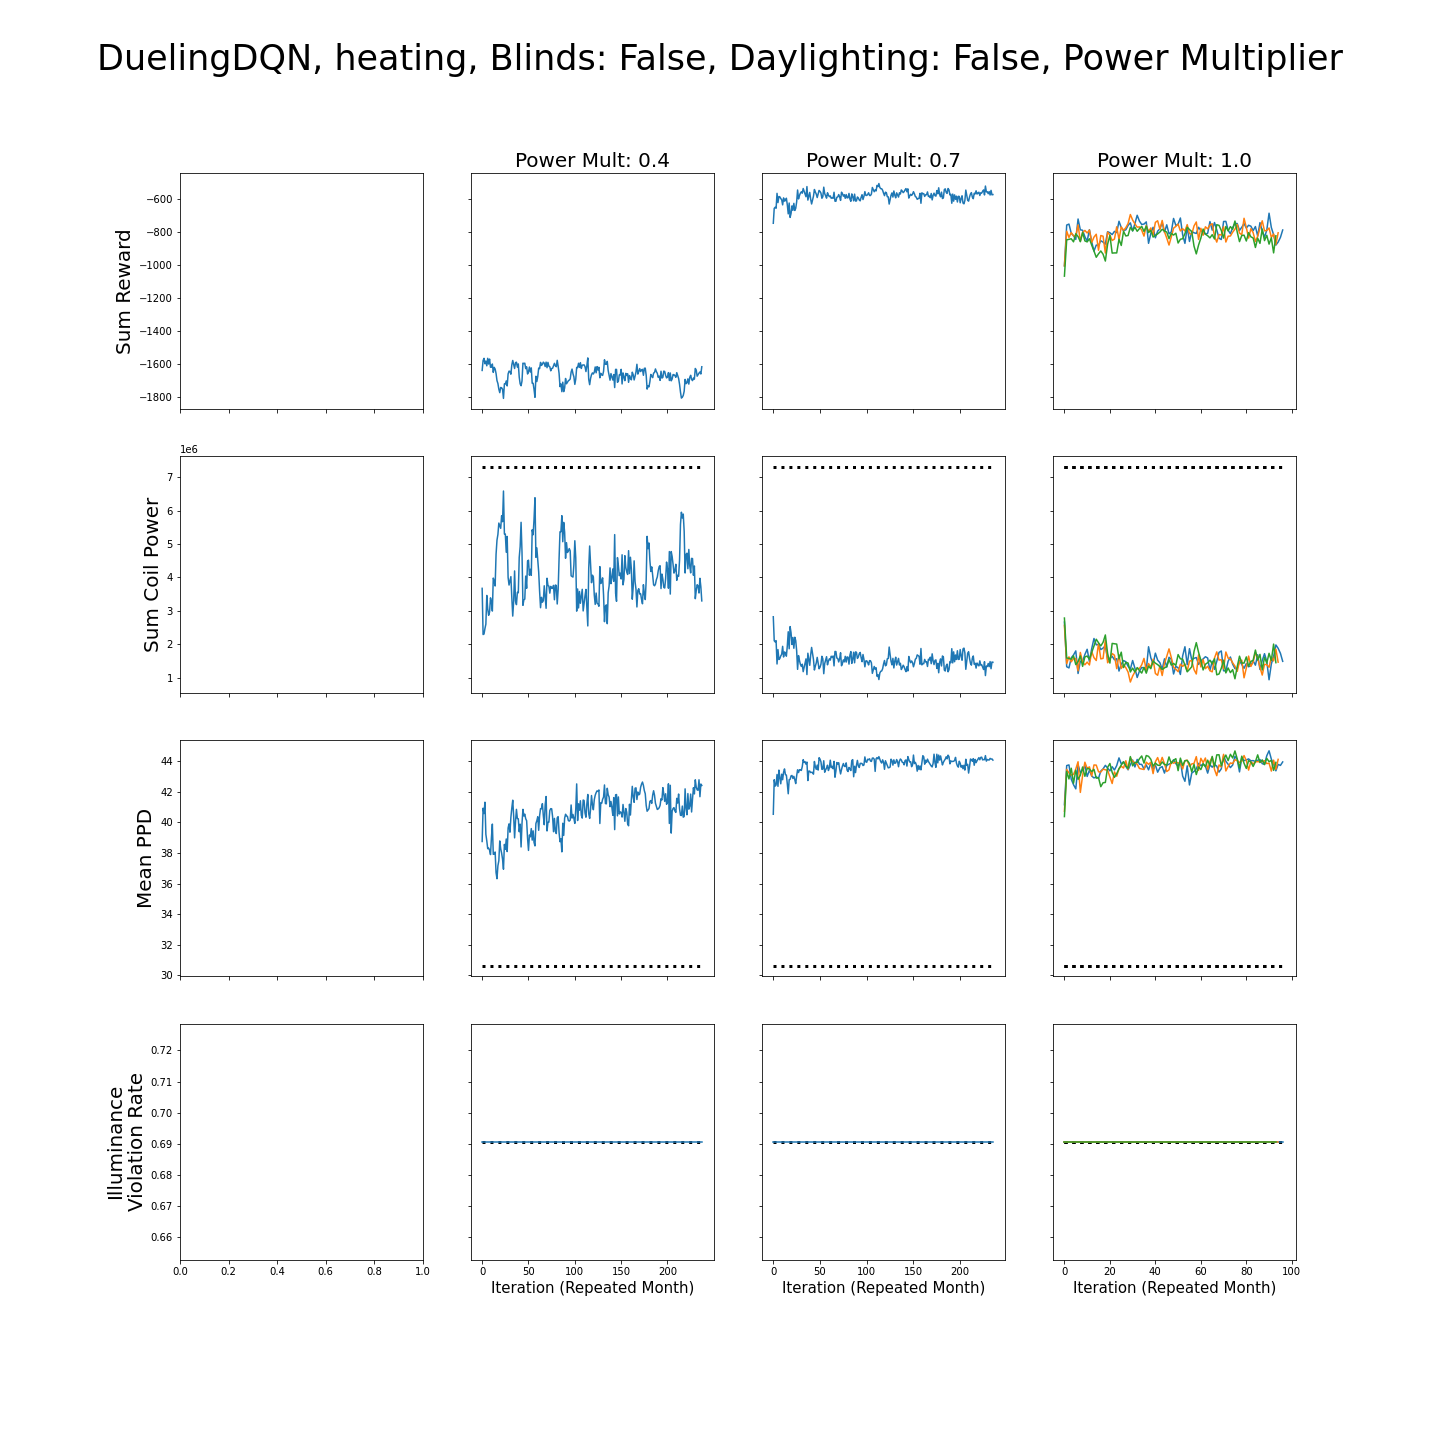 DuelingDQN, heating, Blinds: False, Daylighting: False, Power Multiplier
Power Mult: 0.4
Power Mult: 0.7
Power Mult: 1.0
Sum Reward
−600
−800
−1000
−1200
−1400
−1600
−1800
1e6
Sum Coil Power
7
6
5
4
3
2
1
Mean PPD
44
42
40
38
36
34
32
30
Illuminance
Violation Rate
0.72
0.71
0.70
0.69
0.68
0.67
0.66
0.0 0.2 0.4 0.6 0.8 1.0
0 50 100 150 200
0 50 100 150 200
0 20 40 60 80 100
Iteration (Repeated Month)
Iteration (Repeated Month)
Iteration (Repeated Month)